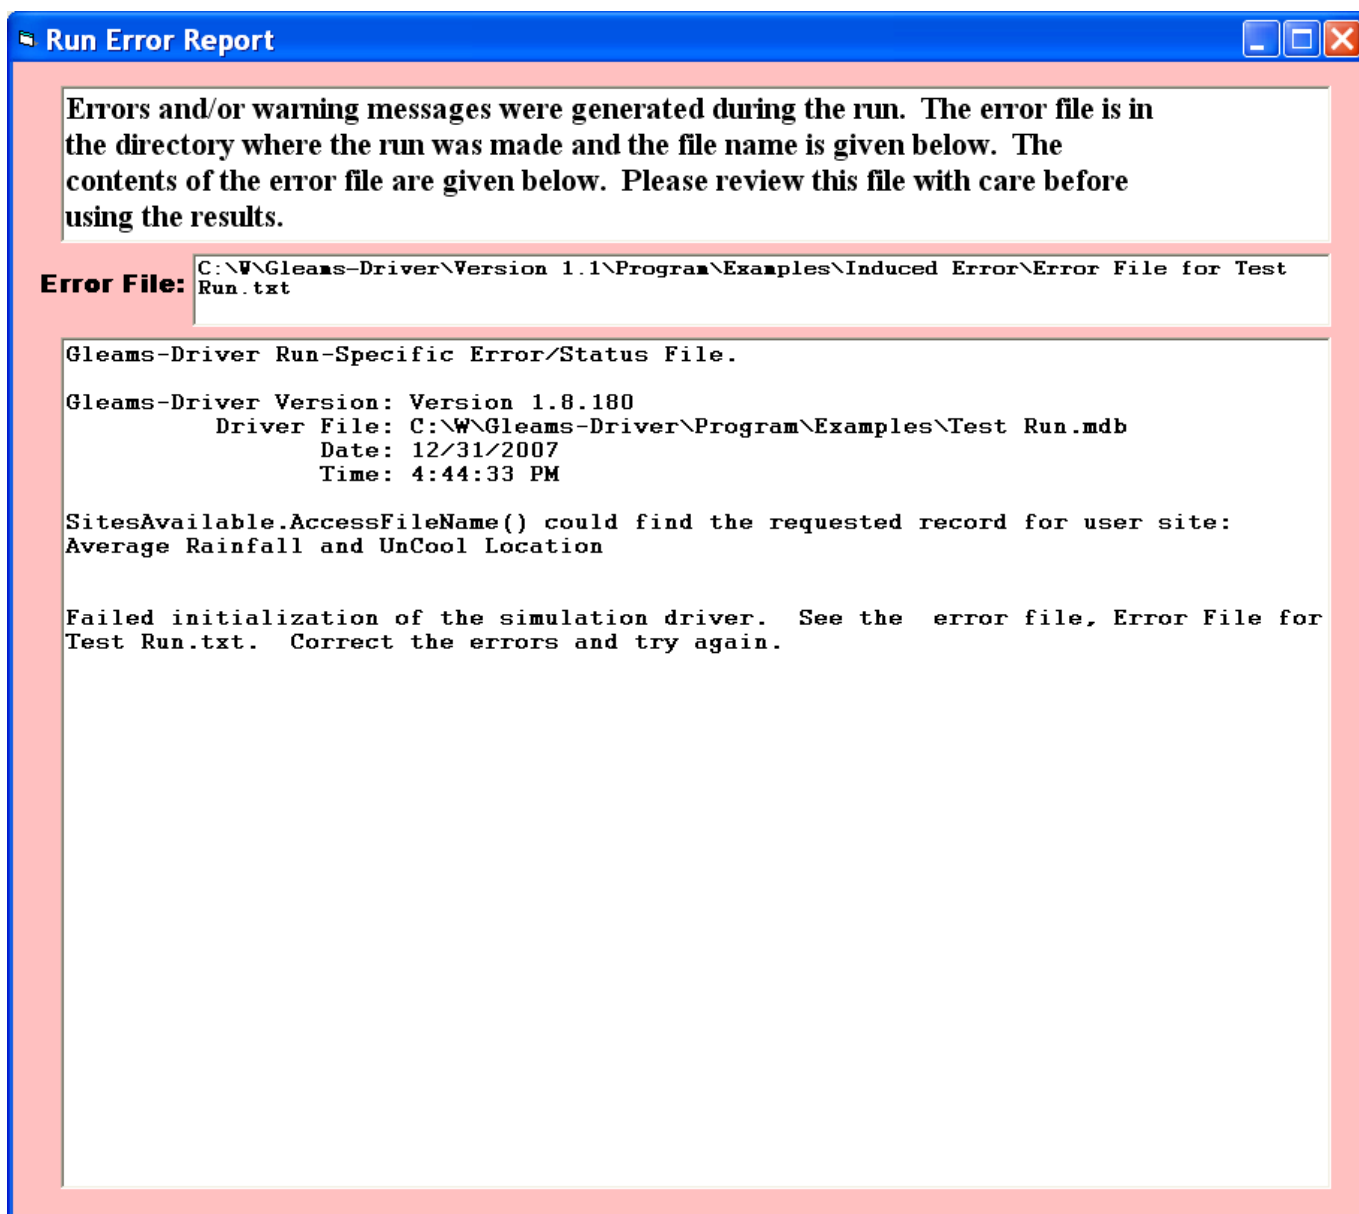 Run Error Report
Errors and/or warning messages were generated during the run.  The error file is in
the directory where the run was made and the file name is given below.  The
contents of the error file are given below.  Please review this file with care before
using the results.
Error File:
C:\W\Gleams-Driver\Version 1.1\Program\Examples\Induced Error\Error File for Test
Run.txt
Gleams-Driver Run-Specific Error/Status File.
Gleams-Driver Version: Version 1.8.180
Driver File: C:\W\Gleams-Driver\Program\Examples\Test Run.mdb
Date: 12/31/2007
Time: 4:44:33 PM
SitesAvailable.AccessFileName() could find the requested record for user site:
Average Rainfall and UnCool Location
Failed initialization of the simulation driver.  See the  error file, Error File for
Test Run.txt.  Correct the errors and try again.